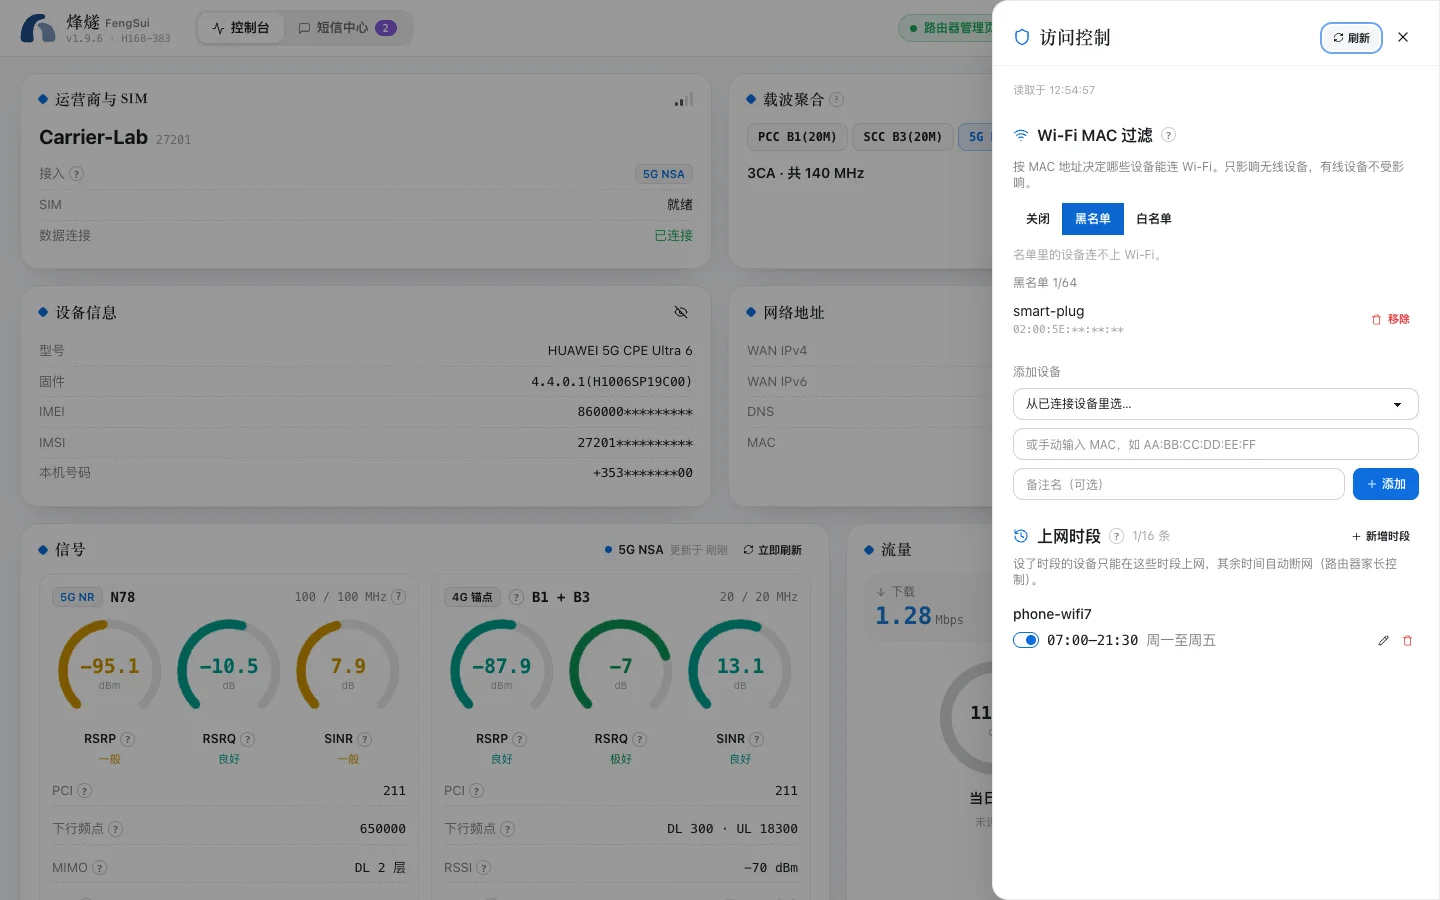 烽燧 FengSui
v1.9.6 · H168-383
控制台
短信中心 2
路由器管理页
运营商与 SIM
Carrier-Lab 27201
接入 ?
5G NSA
SIM
就绪
数据连接
已连接
载波聚合 ?
PCC B1(20M)
SCC B3(20M)
5G
3CA · 共 140 MHz
设备信息
型号
HUAWEI 5G CPE Ultra 6
固件
4.4.0.1(H1006SP19C00)
IMEI
860000*********
IMSI
27201**********
本机号码
+353*******00
网络地址
WAN IPv4
WAN IPv6
DNS
MAC
信号
5G NSA 更新于 刚刚
立即刷新
5G NR N78
100 / 100 MHz ?
-95.1
dBm
RSRP ?
一般
-10.5
dB
RSRQ ?
良好
7.9
dB
SINR ?
一般
PCI ?
211
下行频点 ?
650000
MIMO ?
DL 2 层
4G 锚点 ? B1 + B3
20 / 20 MHz
-87.9
dBm
RSRP ?
良好
-7
dB
RSRQ ?
极好
13.1
dB
SINR ?
良好
PCI ?
211
下行频点 ?
DL 300 · UL 18300
RSSI ?
-70 dBm
流量
↓ 下载
1.28 Mbps
访问控制
刷新
读取于 12:54:57
Wi-Fi MAC 过滤 ?
按 MAC 地址决定哪些设备能连 Wi-Fi。只影响无线设备，有线设备不受影
响。
关闭
黑名单
白名单
名单里的设备连不上 Wi-Fi。
黑名单 1/64
smart-plug
02:00:5E:**:**:**
移除
添加设备
从已连接设备里选…
或手动输入 MAC，如 AA:BB:CC:DD:EE:FF
备注名（可选）
+ 添加
上网时段 ? 1/16 条
+ 新增时段
设了时段的设备只能在这些时段上网，其余时间自动断网（路由器家长控
制）。
phone-wifi7
07:00–21:30 周一至周五